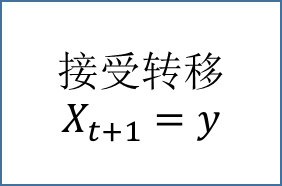 接受转移
$X_{t+1} = y$